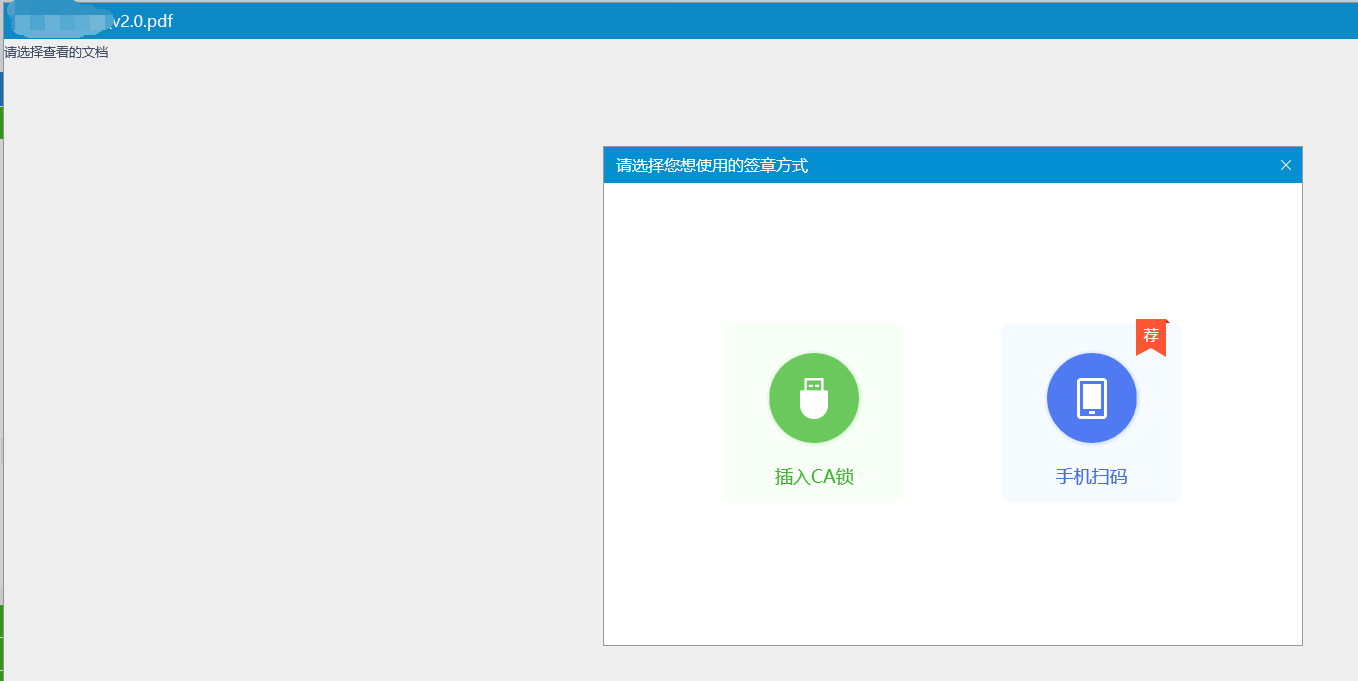 _v2.0.pdf
请选择查看的文档
请选择您想使用的签章方式
荐
插入CA锁
手机扫码